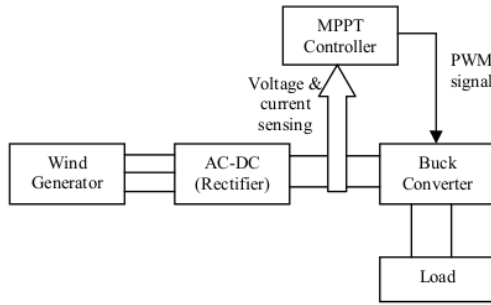 MPPT
Controller
PWM
signal
Voltage &
current
sensing
Wind
Generator
AC-DC
(Rectifier)
Buck
Converter
Load